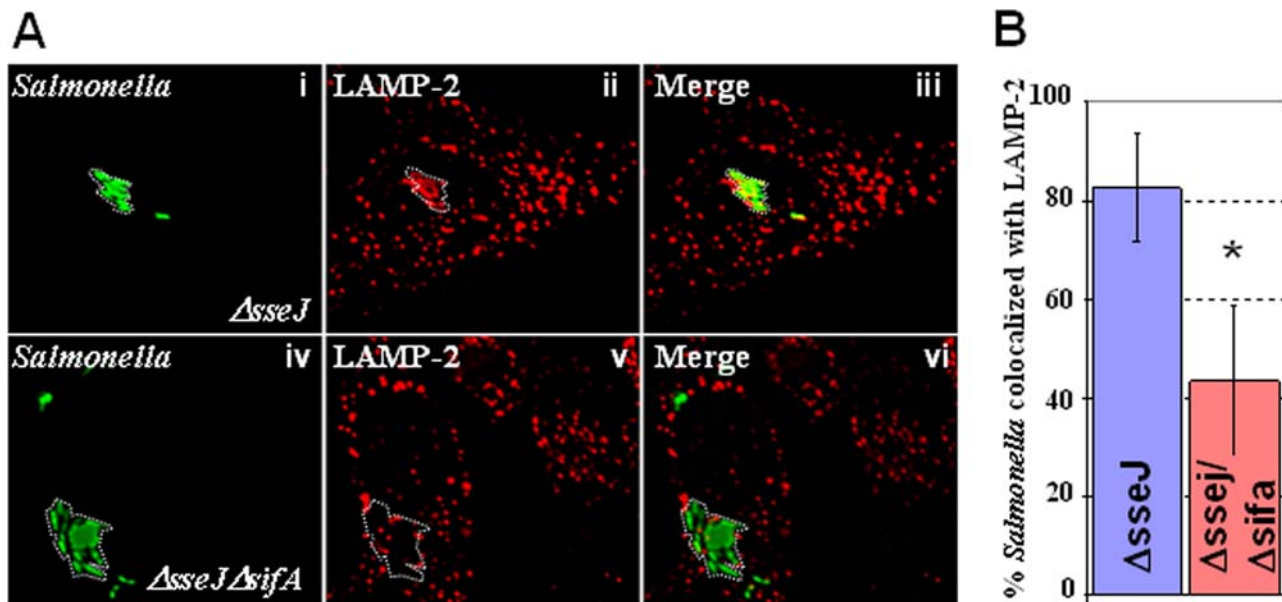 A
Salmonella i
LAMP-2 ii
Merge iii
ΔsseJ
Salmonella iv
LAMP-2 v
Merge vi
ΔsseJΔsifA
B
% Salmonella colocalized with LAMP-2
100
80
60
40
20
0
*
ΔsseJ
Δssej/
Δsifa